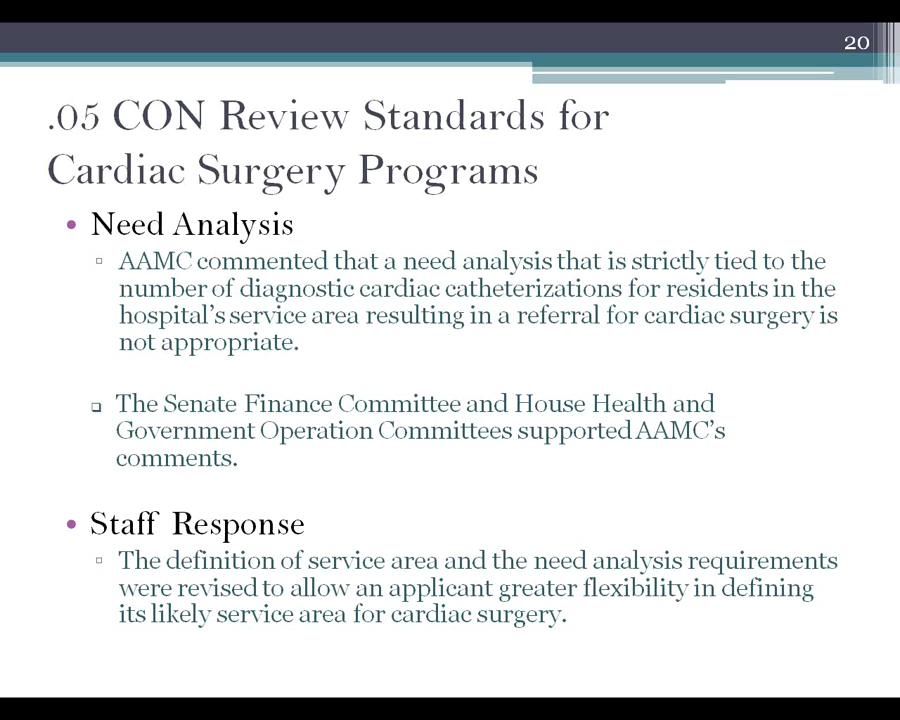 20
.05 CON Review Standards for
Cardiac Surgery Programs
• Need Analysis
▫ AAMC commented that a need analysis that is strictly tied to the
number of diagnostic cardiac catheterizations for residents in the
hospital's service area resulting in a referral for cardiac surgery is
not appropriate.
❑ The Senate Finance Committee and House Health and
Government Operation Committees supported AAMC's
comments.
• Staff Response
▫ The definition of service area and the need analysis requirements
were revised to allow an applicant greater flexibility in defining
its likely service area for cardiac surgery.